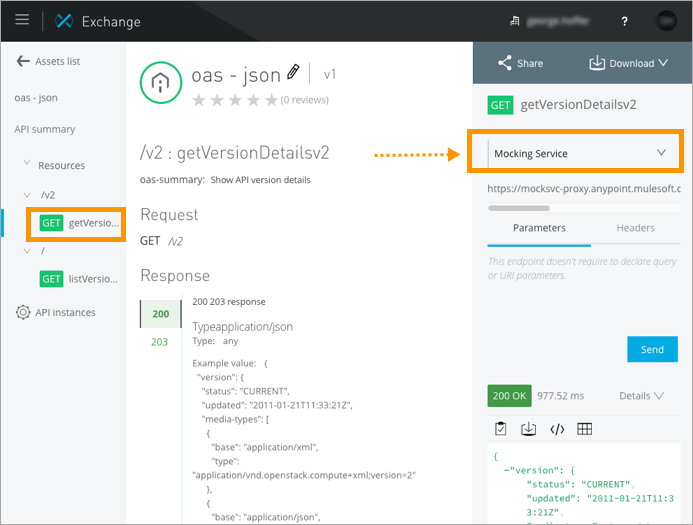 Exchange
?
Assets list
oas - json
API summary
Resources
/v2
GET getVersio...
/
GET listVersio...
API instances
oas - json v1
(0 reviews)
/v2 : getVersionDetailsv2
oas-summary: Show API version details
Request
GET /v2
Response
200
203
200 203 response
Typeapplication/json
Type: any
Example value: {
"version": {
"status": "CURRENT",
"updated": "2011-01-21T11:33:21Z",
"media-types": [
{
"base": "application/xml",
"type":
"application/vnd.openstack.compute+xml;version=2"
},
{
"base": "application/json",
Share
Download
GET getVersionDetailsv2
Mocking Service
https://mocksvc-proxy.anypoint.mulesoft.c
Parameters Headers
This endpoint doesn't require to declare query
or URI parameters.
Send
200 OK 977.52 ms Details
{
-"version": {
"status": "CURRENT",
"updated": "2011-01-21T11:3
3:21Z",